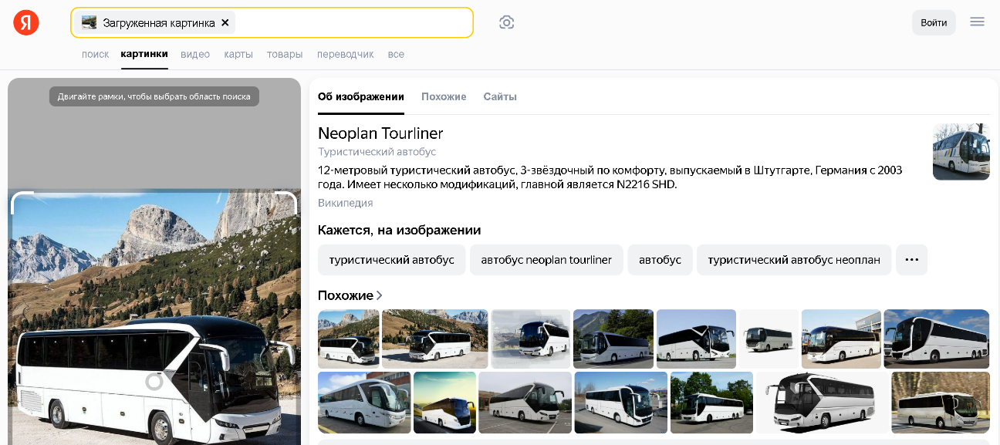 Я
Загруженная картинка
Войти
поиск картинки видео карты товары переводчик все
Двигайте рамки, чтобы выбрать область поиска
Об изображении Похожие Сайты
Neoplan Tourliner
Туристический автобус
12-метровый туристический автобус, 3-звёздочный по комфорту, выпускаемый в Штутгарте, Германия с 2003
года. Имеет несколько модификаций, главной является N2216 SHD.
Википедия
Кажется, на изображении
туристический автобус автобус neoplan tourliner автобус туристический автобус неоплан
Похожие